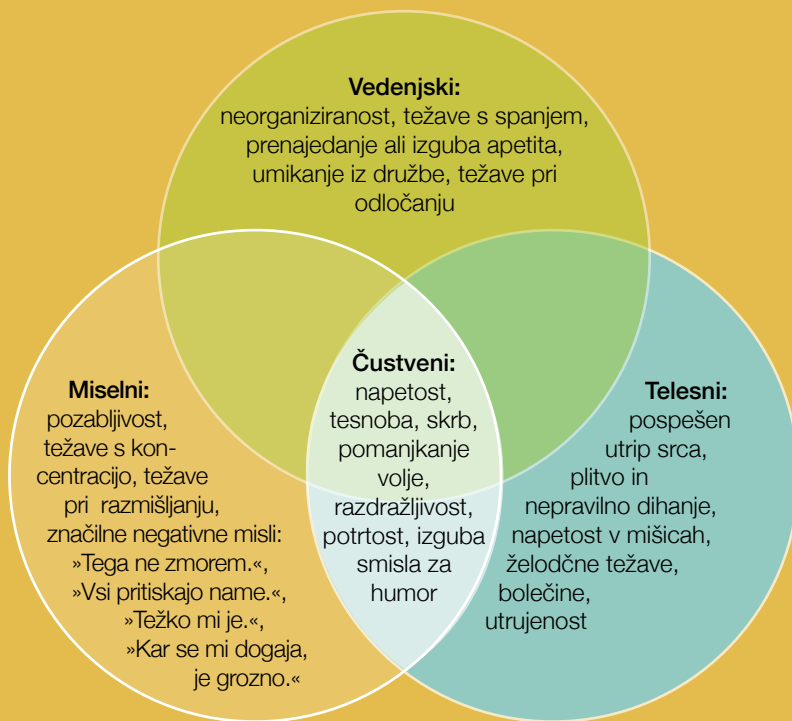 Vedenjski:
neorganiziranost, težave s spanjem,
prenajedanje ali izguba apetita,
umikanje iz družbe, težave pri
odločanju
Miselni:
pozabljivost,
težave s kon-
centracijo, težave
pri razmišljanju,
značilne negativne misli:
»Tega ne zmorem.«,
»Vsi pritiskajo name.«,
»Težko mi je.«,
»Kar se mi dogaja,
je grozno.«
Čustveni:
napetost,
tesnoba, skrb,
pomanjkanje
volje,
razdražljivost,
potrtost, izguba
smisla za
humor
Telesni:
pospešen
utrip srca,
plitvo in
nepravilno dihanje,
napetost v mišicah,
želodčne težave,
bolečine,
utrujenost